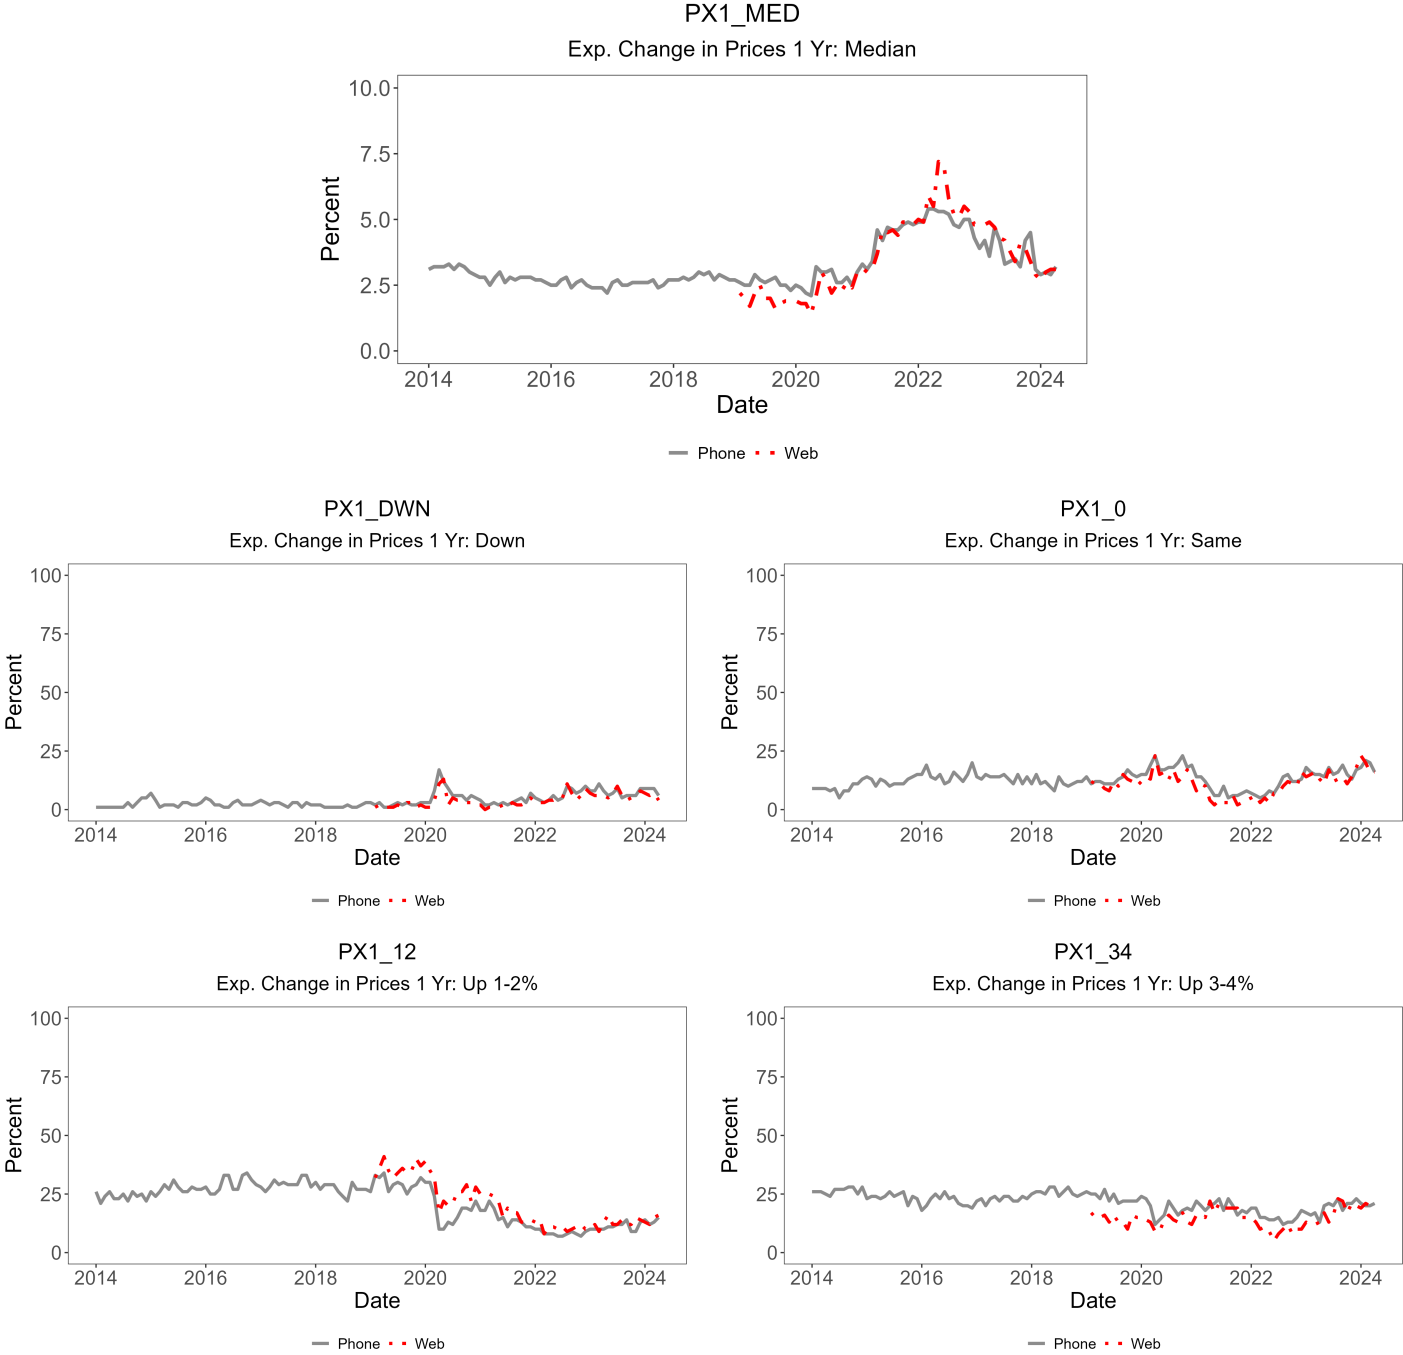 PX1_MED
Exp. Change in Prices 1 Yr: Median
Percent
10.0
7.5
5.0
2.5
0.0
2014 2016 2018 2020 2022 2024
Date
Phone Web
PX1_DWN
Exp. Change in Prices 1 Yr: Down
Percent
100
75
50
25
0
2014 2016 2018 2020 2022 2024
Date
Phone Web
PX1_0
Exp. Change in Prices 1 Yr: Same
Percent
100
75
50
25
0
2014 2016 2018 2020 2022 2024
Date
Phone Web
PX1_12
Exp. Change in Prices 1 Yr: Up 1-2%
Percent
100
75
50
25
0
2014 2016 2018 2020 2022 2024
Date
Phone Web
PX1_34
Exp. Change in Prices 1 Yr: Up 3-4%
Percent
100
75
50
25
0
2014 2016 2018 2020 2022 2024
Date
Phone Web